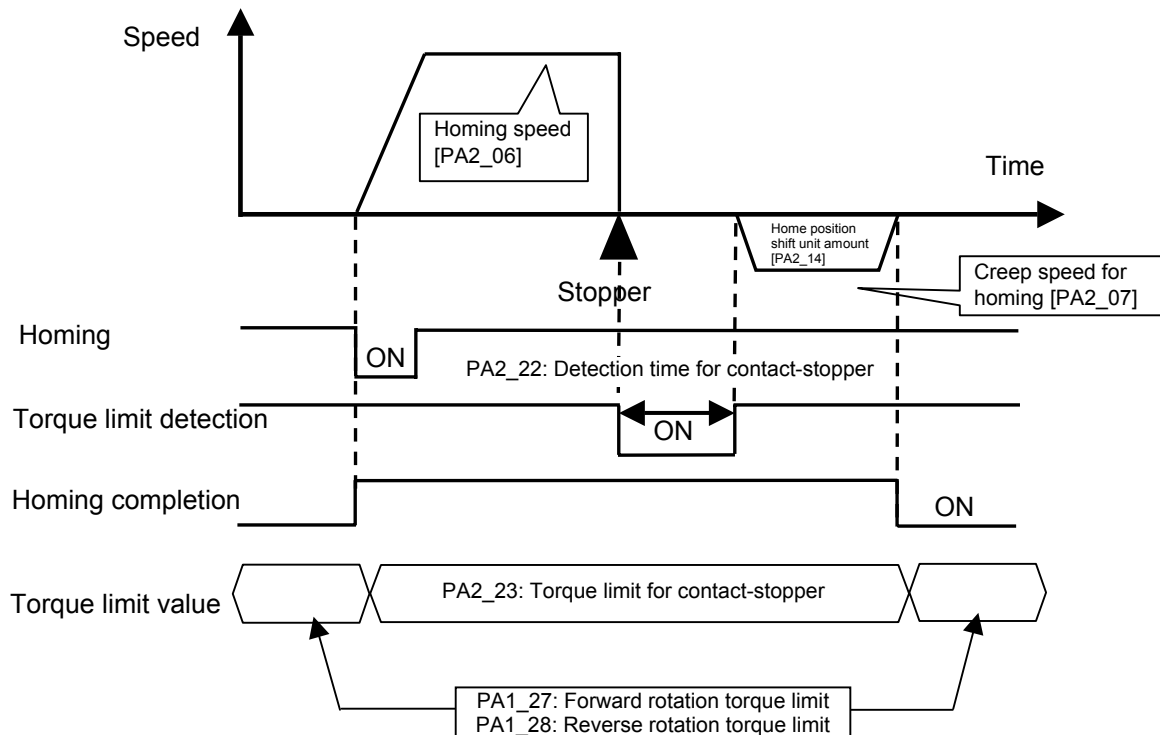 Speed
Homing speed
[PA2_06]
Time
Home position
shift unit amount
[PA2_14]
Creep speed for
homing [PA2_07]
Stopper
Homing
ON
PA2_22: Detection time for contact-stopper
Torque limit detection
ON
Homing completion
ON
Torque limit value
PA2_23: Torque limit for contact-stopper
PA1_27: Forward rotation torque limit
PA1_28: Reverse rotation torque limit